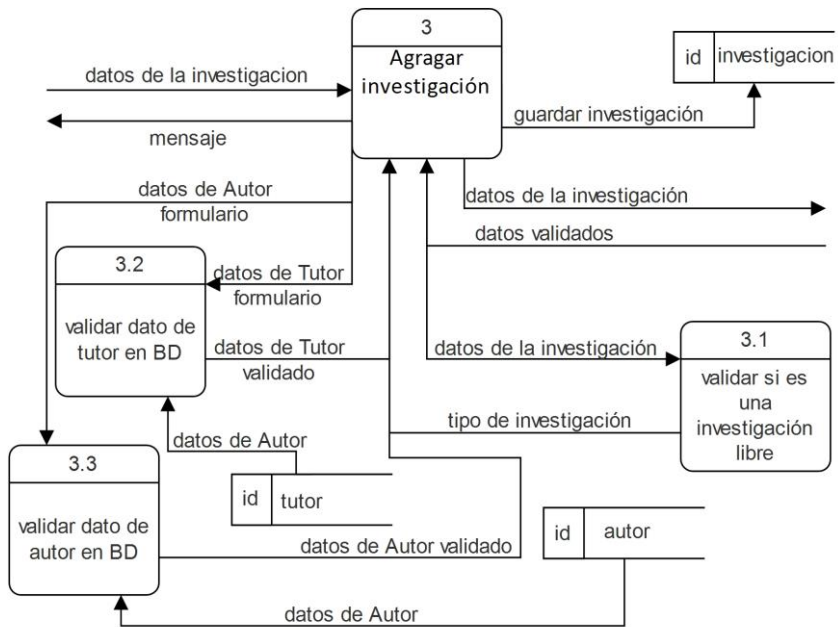 3
Agragar
investigación
datos de la investigacion
mensaje
id
investigacion
guardar investigación
datos de Autor
formulario
datos de la investigación
datos validados
3.2
validar dato de
tutor en BD
datos de Tutor
formulario
datos de Tutor
validado
datos de la investigación
3.1
validar si es
una
investigación
libre
tipo de investigación
datos de Autor
3.3
validar dato de
autor en BD
id
tutor
id
autor
datos de Autor validado
datos de Autor